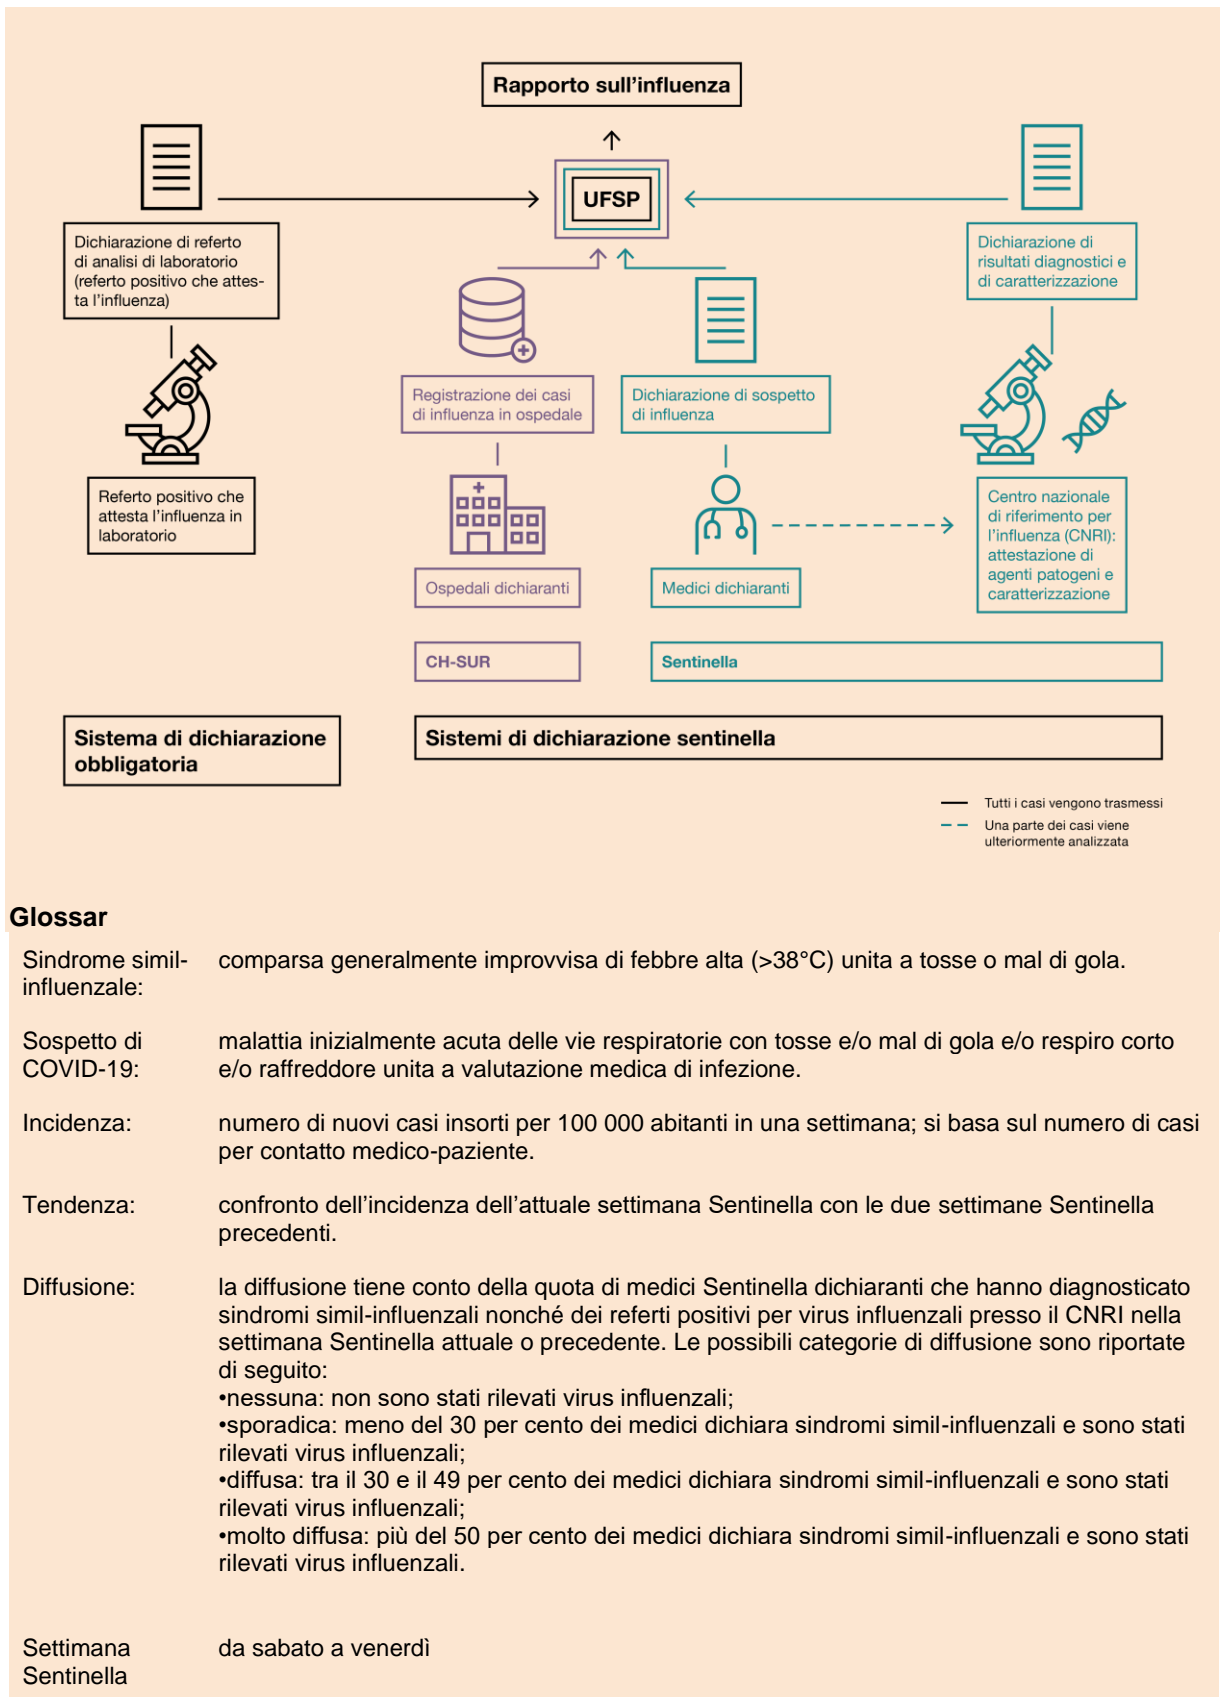 Rapporto sull'influenza
UFSP
Dichiarazione di referto
di analisi di laboratorio
(referto positivo che attes-
ta l'influenza)
Dichiarazione di
risultati diagnostici e
di caratterizzazione
Registrazione dei casi
di influenza in ospedale
Dichiarazione di sospetto
di influenza
Referto positivo che
attesta l'influenza in
laboratorio
Centro nazionale
di riferimento per
l'influenza (CNRI):
attestazione di
agenti patogeni e
caratterizzazione
Ospedali dichiaranti
Medici dichiaranti
CH-SUR
Sentinella
Sistema di dichiarazione
obbligatoria
Sistemi di dichiarazione sentinella
Tutti i casi vengono trasmessi
Una parte dei casi viene
ulteriormente analizzata
Glossar
Sindrome simil-
influenzale:
comparsa generalmente improvvisa di febbre alta (>38°C) unita a tosse o mal di gola.
Sospetto di
COVID-19:
malattia inizialmente acuta delle vie respiratorie con tosse e/o mal di gola e/o respiro corto
e/o raffreddore unita a valutazione medica di infezione.
Incidenza:
numero di nuovi casi insorti per 100 000 abitanti in una settimana; si basa sul numero di casi
per contatto medico-paziente.
Tendenza:
confronto dell'incidenza dell'attuale settimana Sentinella con le due settimane Sentinella
precedenti.
Diffusione:
la diffusione tiene conto della quota di medici Sentinella dichiaranti che hanno diagnosticato
sindromi simil-influenzali nonché dei referti positivi per virus influenzali presso il CNRI nella
settimana Sentinella attuale o precedente. Le possibili categorie di diffusione sono riportate
di seguito:
•nessuna: non sono stati rilevati virus influenzali;
•sporadica: meno del 30 per cento dei medici dichiara sindromi simil-influenzali e sono stati
rilevati virus influenzali;
•diffusa: tra il 30 e il 49 per cento dei medici dichiara sindromi simil-influenzali e sono stati
rilevati virus influenzali;
•molto diffusa: più del 50 per cento dei medici dichiara sindromi simil-influenzali e sono stati
rilevati virus influenzali.
Settimana
Sentinella
da sabato a venerdì